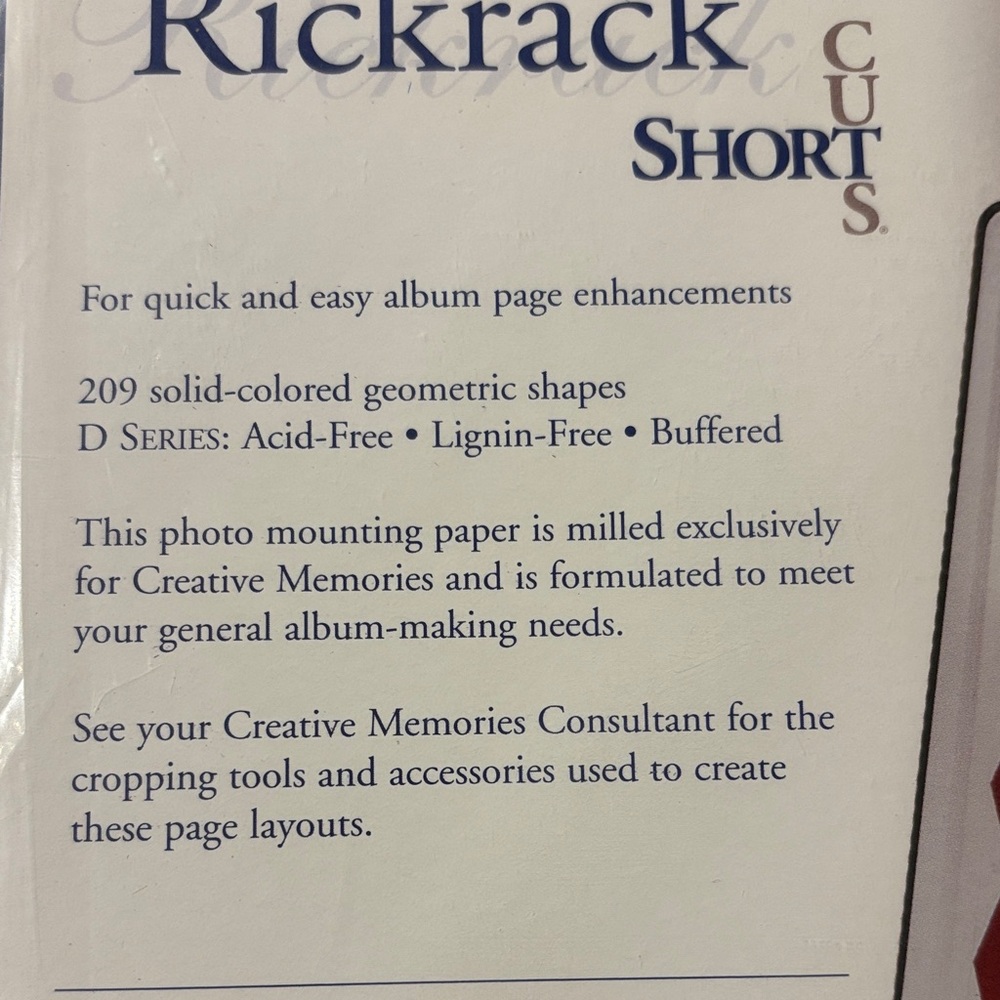 Rickrack
SHORT CUTS®
For quick and easy album page enhancements
209 solid-colored geometric shapes
D SERIES: Acid-Free • Lignin-Free • Buffered
This photo mounting paper is milled exclusively
for Creative Memories and is formulated to meet
your general album-making needs.
See your Creative Memories Consultant for the
cropping tools and accessories used to create
these page layouts.